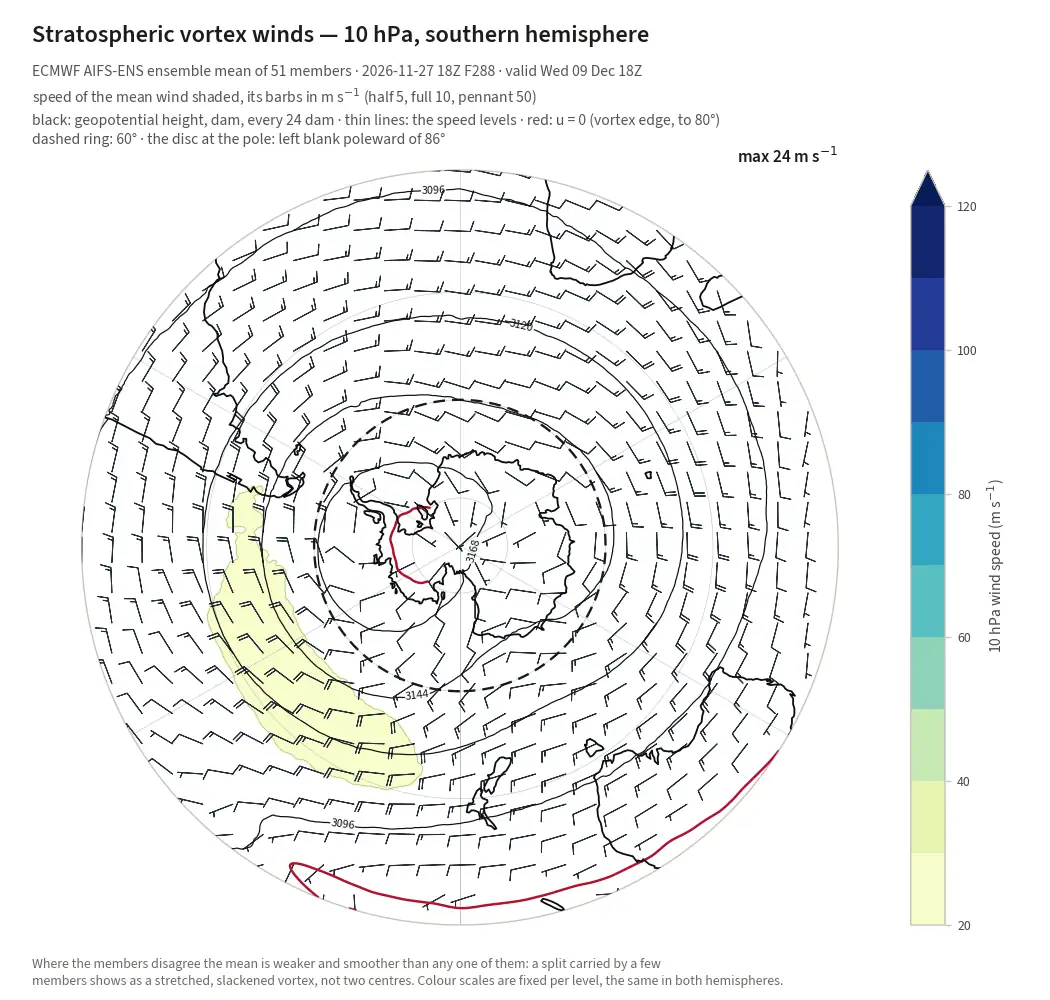 Stratospheric vortex winds — 10 hPa, southern hemisphere
ECMWF AIFS-ENS ensemble mean of 51 members · 2026-11-27 18Z F288 · valid Wed 09 Dec 18Z
speed of the mean wind shaded, its barbs in m s⁻¹ (half 5, full 10, pennant 50)
black: geopotential height, dam, every 24 dam · thin lines: the speed levels · red: u = 0 (vortex edge, to 80°)
dashed ring: 60° · the disc at the pole: left blank poleward of 86°
max 24 m s⁻¹
3096
3120
3168
3144
3096
120
100
80
60
40
20
10 hPa wind speed (m s⁻¹)
Where the members disagree the mean is weaker and smoother than any one of them: a split carried by a few
members shows as a stretched, slackened vortex, not two centres. Colour scales are fixed per level, the same in both hemispheres.